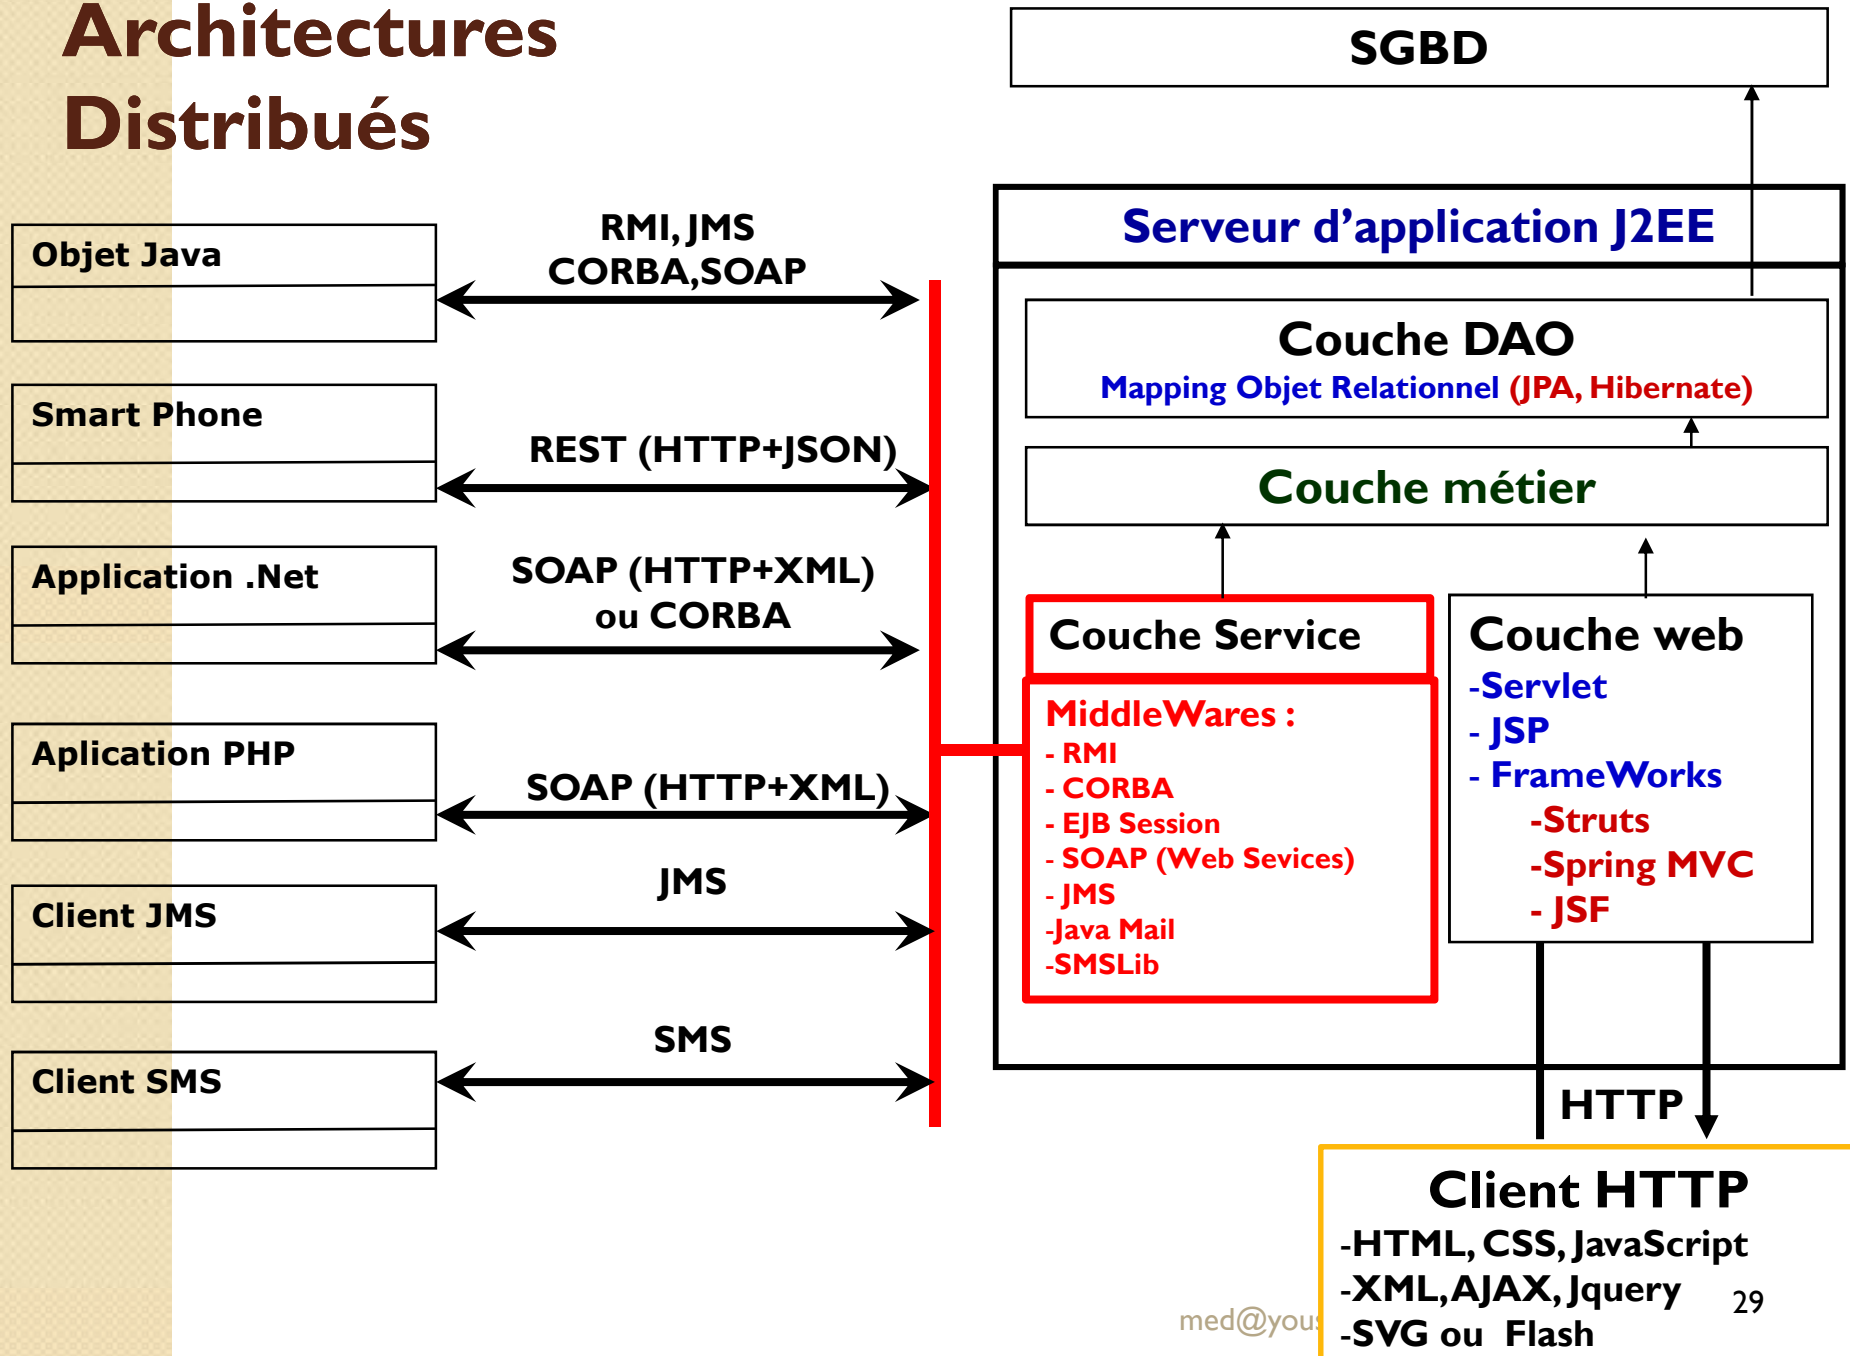 Architectures
Distribués
SGBD
Serveur d'application J2EE
Couche DAO
Mapping Objet Relationnel (JPA, Hibernate)
Couche métier
Couche Service
MiddleWares :
- RMI
- CORBA
- EJB Session
- SOAP (Web Sevices)
- JMS
-Java Mail
-SMSLib
Couche web
-Servlet
- JSP
- FrameWorks
-Struts
-Spring MVC
- JSF
Objet Java
RMI, JMS
CORBA,SOAP
Smart Phone
REST (HTTP+JSON)
Application .Net
SOAP (HTTP+XML)
ou CORBA
Aplication PHP
SOAP (HTTP+XML)
Client JMS
JMS
Client SMS
SMS
HTTP
Client HTTP
-HTML, CSS, JavaScript
-XML, AJAX, Jquery
-SVG ou Flash
29